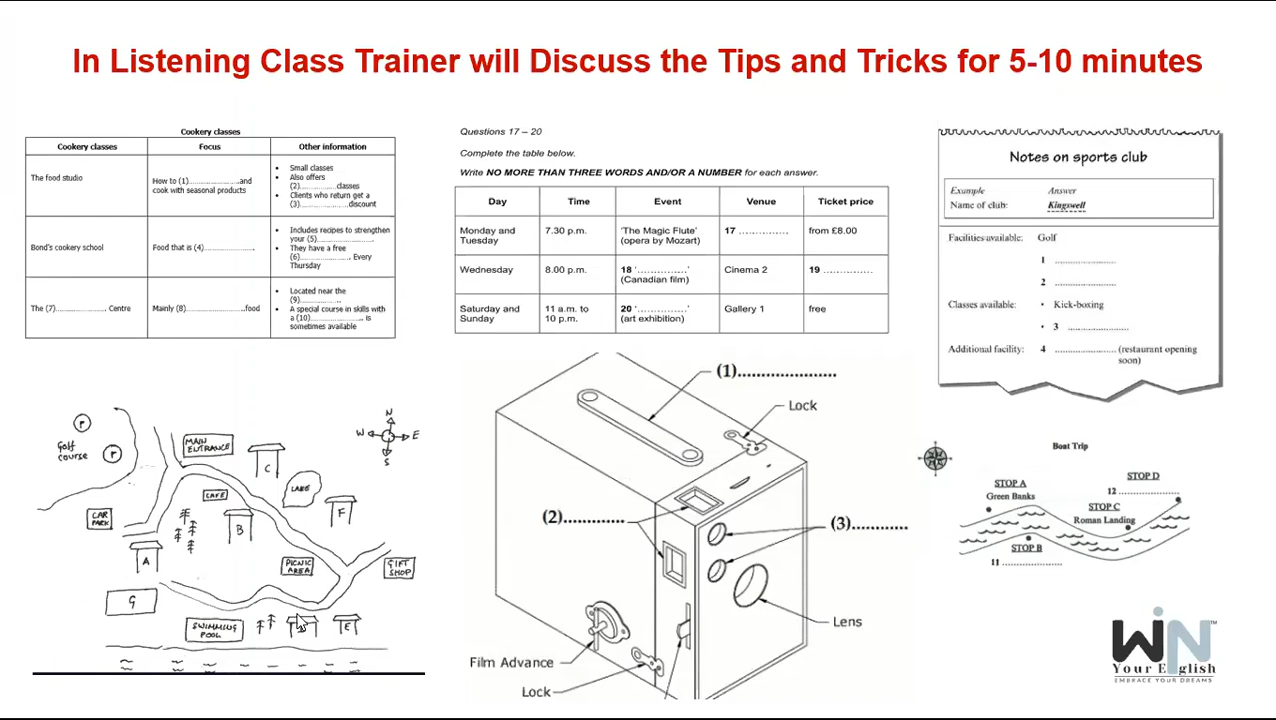 In Listening Class Trainer will Discuss the Tips and Tricks for 5-10 minutes
Cookery classes
Cookery classes Focus Other information
The food studio
How to (1)......................and
cook with seasonal products
• Small classes
• Also offers
(2)..................classes
• Clients who return get a
(3).....................discount
Bond's cookery school
Food that is (4)......................
• Includes recipes to strengthen
your (5)........................
• They have a free
(6)...................... Every
Thursday
The (7)..................... Centre
Mainly (8).........................food
• Located near the
(9)..................
• A special course in skills with
a (10)...................... is
sometimes available
Questions 17 – 20
Complete the table below.
Write NO MORE THAN THREE WORDS AND/OR A NUMBER for each answer.
Day Time Event Venue Ticket price
Monday and
Tuesday
7.30 p.m.
'The Magic Flute'
(opera by Mozart)
17 ..............
from £8.00
Wednesday
8.00 p.m.
18 '..............'
(Canadian film)
Cinema 2
19 ..............
Saturday and
Sunday
11 a.m. to
10 p.m.
20 '..............'
(art exhibition)
Gallery 1
free
Notes on sports club
Example Answer
Name of club: Kingswell
Facilities available: Golf
1 ....................
2 ....................
Classes available: • Kick-boxing
• 3 ....................
Additional facility: 4 .................... (restaurant opening
soon)
P
Golf
course
P
MAIN
ENTRANCE
C
N
W E
S
CAFE
LAKE
CAR
PARK
B
F
A
PICNIC
AREA
GIFT
SHOP
G
SWIMMING
POOL
E
(1).....................
Lock
(2).............
(3)............
Lens
Film Advance
Lock
Boat Trip
STOP A
Green Banks
STOP D
12 ....................
STOP C
Roman Landing
STOP B
11 ....................
WiN™
Your English
EMBRACE YOUR DREAMS